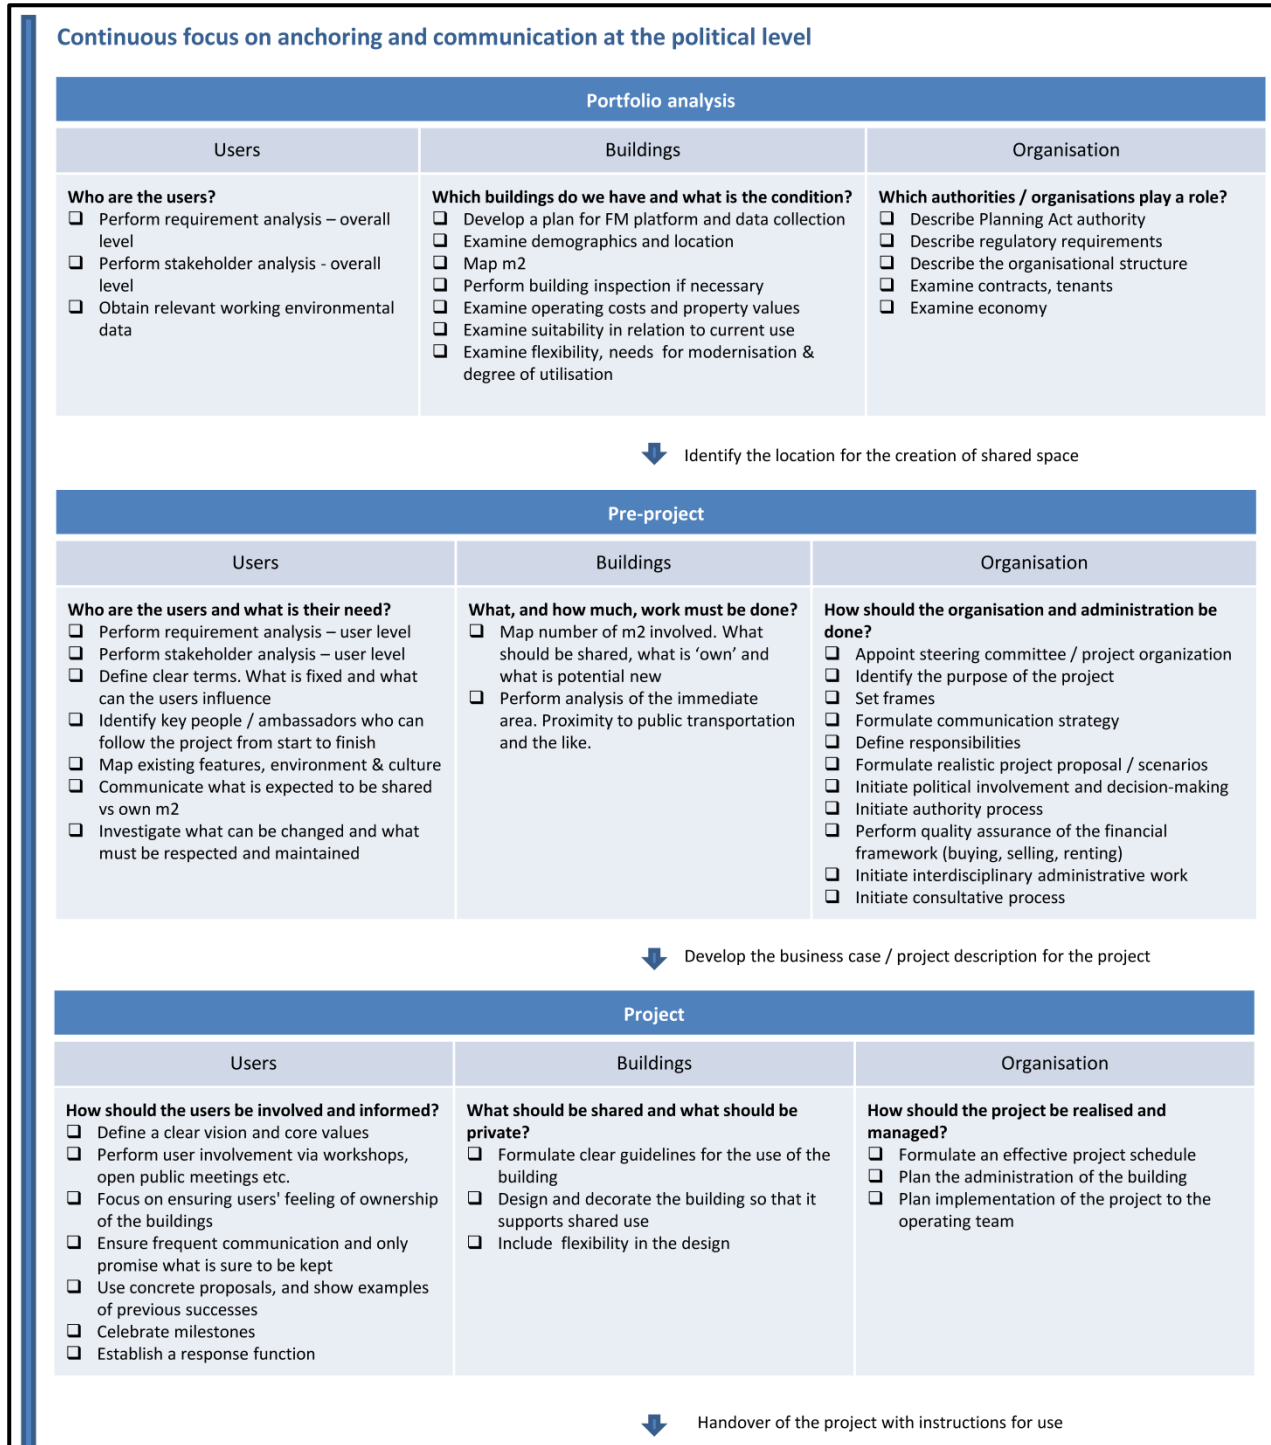 Continuous focus on anchoring and communication at the political level
Portfolio analysis
Users
Buildings
Organisation
Who are the users?
❑ Perform requirement analysis – overall
level
❑ Perform stakeholder analysis - overall
level
❑ Obtain relevant working environmental
data
Which buildings do we have and what is the condition?
❑ Develop a plan for FM platform and data collection
❑ Examine demographics and location
❑ Map m2
❑ Perform building inspection if necessary
❑ Examine operating costs and property values
❑ Examine suitability in relation to current use
❑ Examine flexibility, needs for modernisation &
degree of utilisation
Which authorities / organisations play a role?
❑ Describe Planning Act authority
❑ Describe regulatory requirements
❑ Describe the organisational structure
❑ Examine contracts, tenants
❑ Examine economy
Identify the location for the creation of shared space
Pre-project
Users
Buildings
Organisation
Who are the users and what is their need?
❑ Perform requirement analysis – user level
❑ Perform stakeholder analysis – user level
❑ Define clear terms. What is fixed and what
can the users influence
❑ Identify key people / ambassadors who can
follow the project from start to finish
❑ Map existing features, environment & culture
❑ Communicate what is expected to be shared
vs own m2
❑ Investigate what can be changed and what
must be respected and maintained
What, and how much, work must be done?
❑ Map number of m2 involved. What
should be shared, what is ‘own’ and
what is potential new
❑ Perform analysis of the immediate
area. Proximity to public transportation
and the like.
How should the organisation and administration be
done?
❑ Appoint steering committee / project organization
❑ Identify the purpose of the project
❑ Set frames
❑ Formulate communication strategy
❑ Define responsibilities
❑ Formulate realistic project proposal / scenarios
❑ Initiate political involvement and decision-making
❑ Initiate authority process
❑ Perform quality assurance of the financial
framework (buying, selling, renting)
❑ Initiate interdisciplinary administrative work
❑ Initiate consultative process
Develop the business case / project description for the project
Project
Users
Buildings
Organisation
How should the users be involved and informed?
❑ Define a clear vision and core values
❑ Perform user involvement via workshops,
open public meetings etc.
❑ Focus on ensuring users' feeling of ownership
of the buildings
❑ Ensure frequent communication and only
promise what is sure to be kept
❑ Use concrete proposals, and show examples
of previous successes
❑ Celebrate milestones
❑ Establish a response function
What should be shared and what should be
private?
❑ Formulate clear guidelines for the use of the
building
❑ Design and decorate the building so that it
supports shared use
❑ Include flexibility in the design
How should the project be realised and
managed?
❑ Formulate an effective project schedule
❑ Plan the administration of the building
❑ Plan implementation of the project to the
operating team
Handover of the project with instructions for use